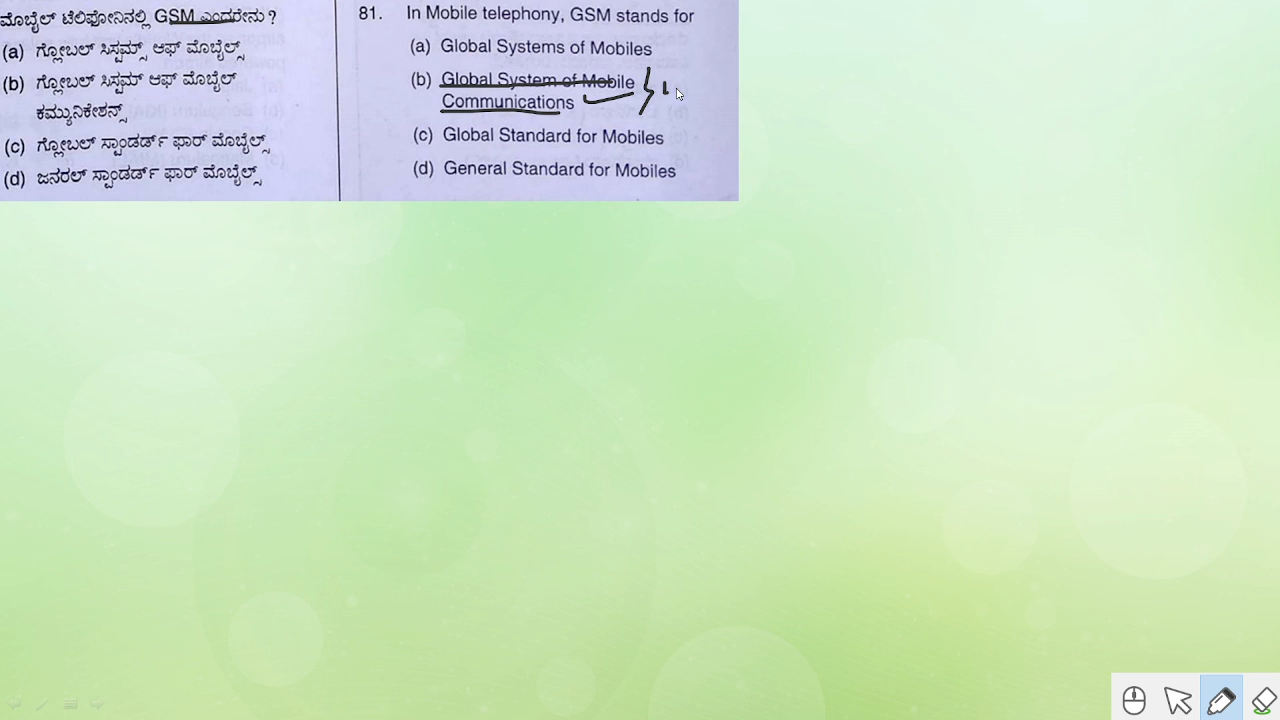 ಮೊಬೈಲ್ ಟೆಲಿಫೋನಿನಲ್ಲಿ GSM ಎಂದರೇನು ?
(a) ಗ್ಲೋಬಲ್ ಸಿಸ್ಟಮ್ಸ್ ಆಫ್ ಮೊಬೈಲ್ಸ್
(b) ಗ್ಲೋಬಲ್ ಸಿಸ್ಟಮ್ ಆಫ್ ಮೊಬೈಲ್
ಕಮ್ಯುನಿಕೇಶನ್ಸ್
(c) ಗ್ಲೋಬಲ್ ಸ್ಟಾಂಡರ್ಡ್ ಫಾರ್ ಮೊಬೈಲ್ಸ್
(d) ಜನರಲ್ ಸ್ಟಾಂಡರ್ಡ್ ಫಾರ್ ಮೊಬೈಲ್ಸ್
81. In Mobile telephony, GSM stands for
(a) Global Systems of Mobiles
(b) Global System of Mobile
Communications
(c) Global Standard for Mobiles
(d) General Standard for Mobiles